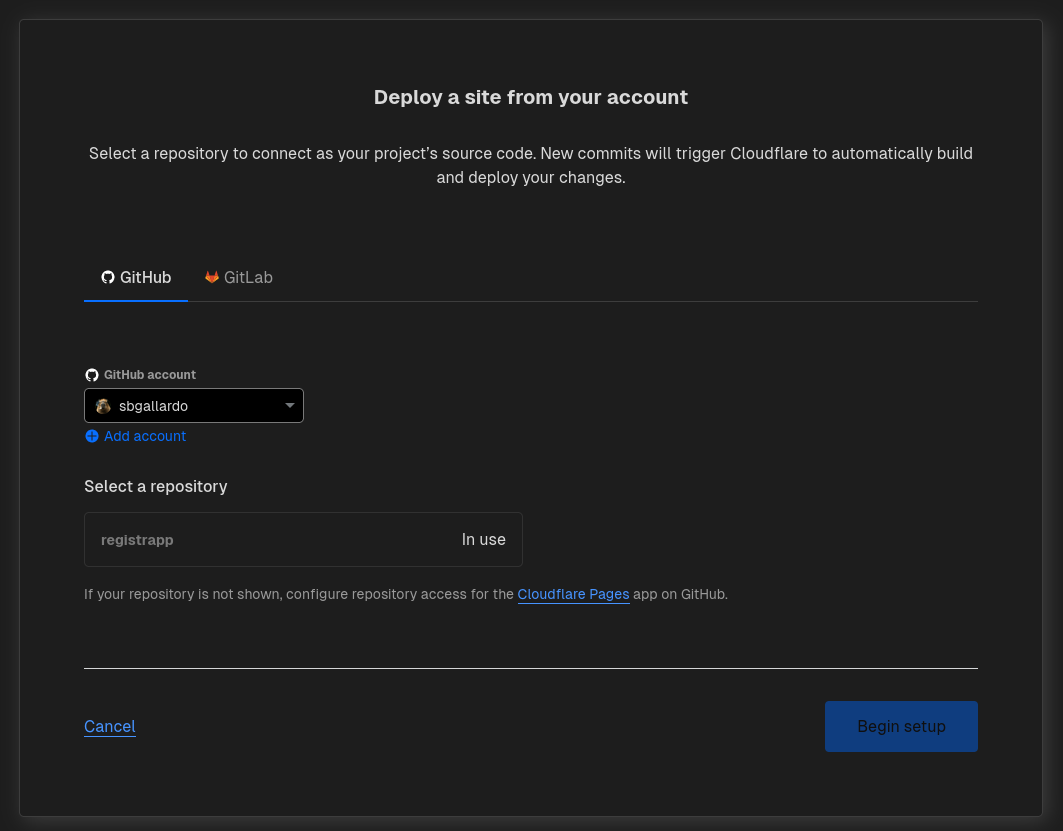 Deploy a site from your account
Select a repository to connect as your project's source code. New commits will trigger Cloudflare to automatically build
and deploy your changes.
GitHub GitLab
GitHub account
sbgallardo
Add account
Select a repository
registrapp In use
If your repository is not shown, configure repository access for the Cloudflare Pages app on GitHub.
Cancel Begin setup